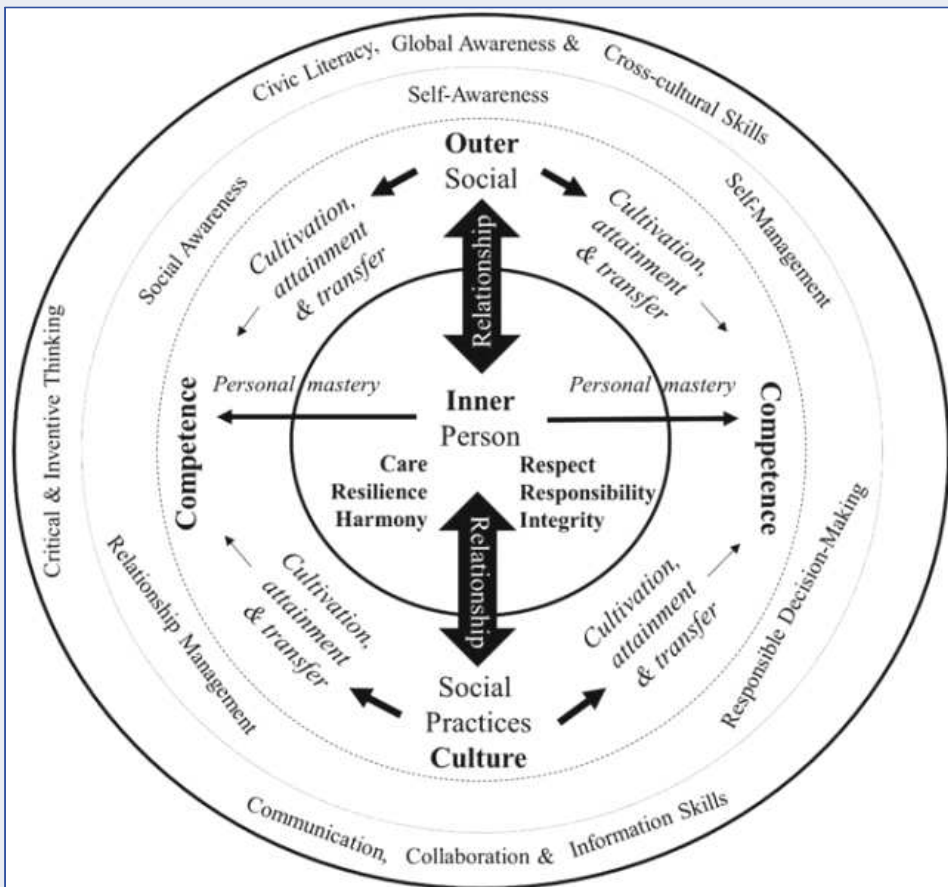 Civic Literacy, Global Awareness & Cross-cultural Skills
Self-Awareness
Outer
Social
Social Awareness
Self-Management
Cultivation,
attainment
& transfer
Cultivation,
attainment
& transfer
Relationship
Critical & Inventive Thinking
Personal mastery
Personal mastery
Competence
Inner
Person
Competence
Care
Resilience
Harmony
Respect
Responsibility
Integrity
Relationship
Cultivation,
attainment
& transfer
Cultivation,
attainment
& transfer
Relationship Management
Responsible Decision-Making
Social
Practices
Culture
Communication, Collaboration & Information Skills